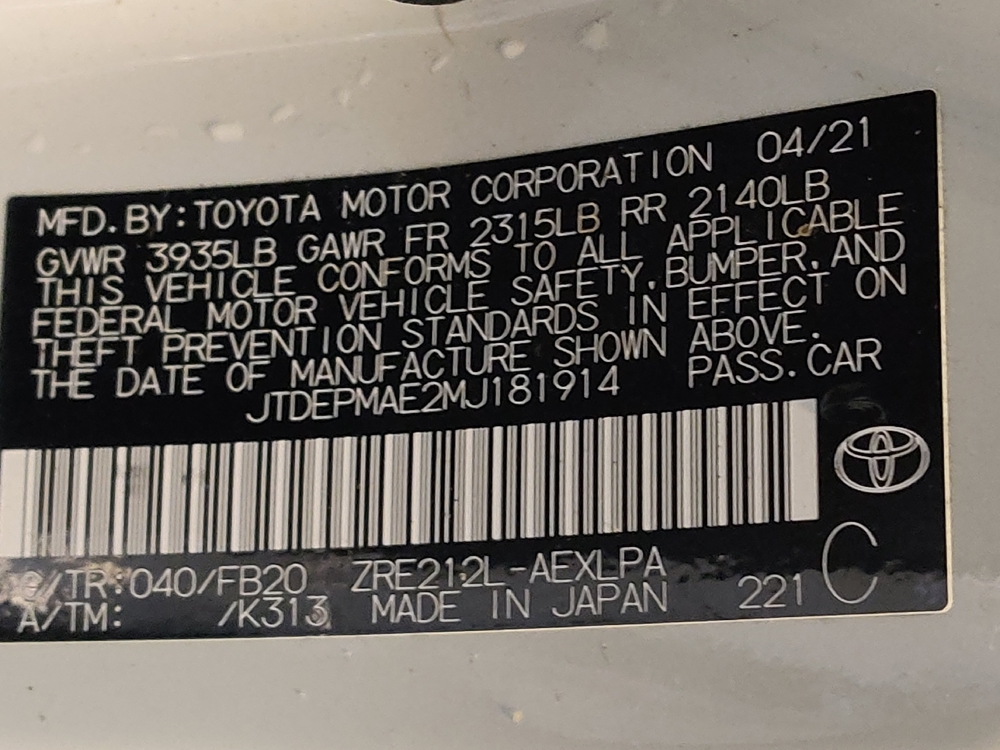 MFD. BY: TOYOTA MOTOR CORPORATION 04/21
GVWR 3935LB GAWR FR 2315LB RR 2140LB
THIS VEHICLE CONFORMS TO ALL APPLICABLE
FEDERAL MOTOR VEHICLE SAFETY, BUMPER, AND
THEFT PREVENTION STANDARDS IN EFFECT ON
THE DATE OF MANUFACTURE SHOWN ABOVE.
JTDEPMAE2MJ181914 PASS. CAR
C/TR: 040/FB20 ZRE212L-AEXLPA
A/TM: /K313 MADE IN JAPAN 221 C